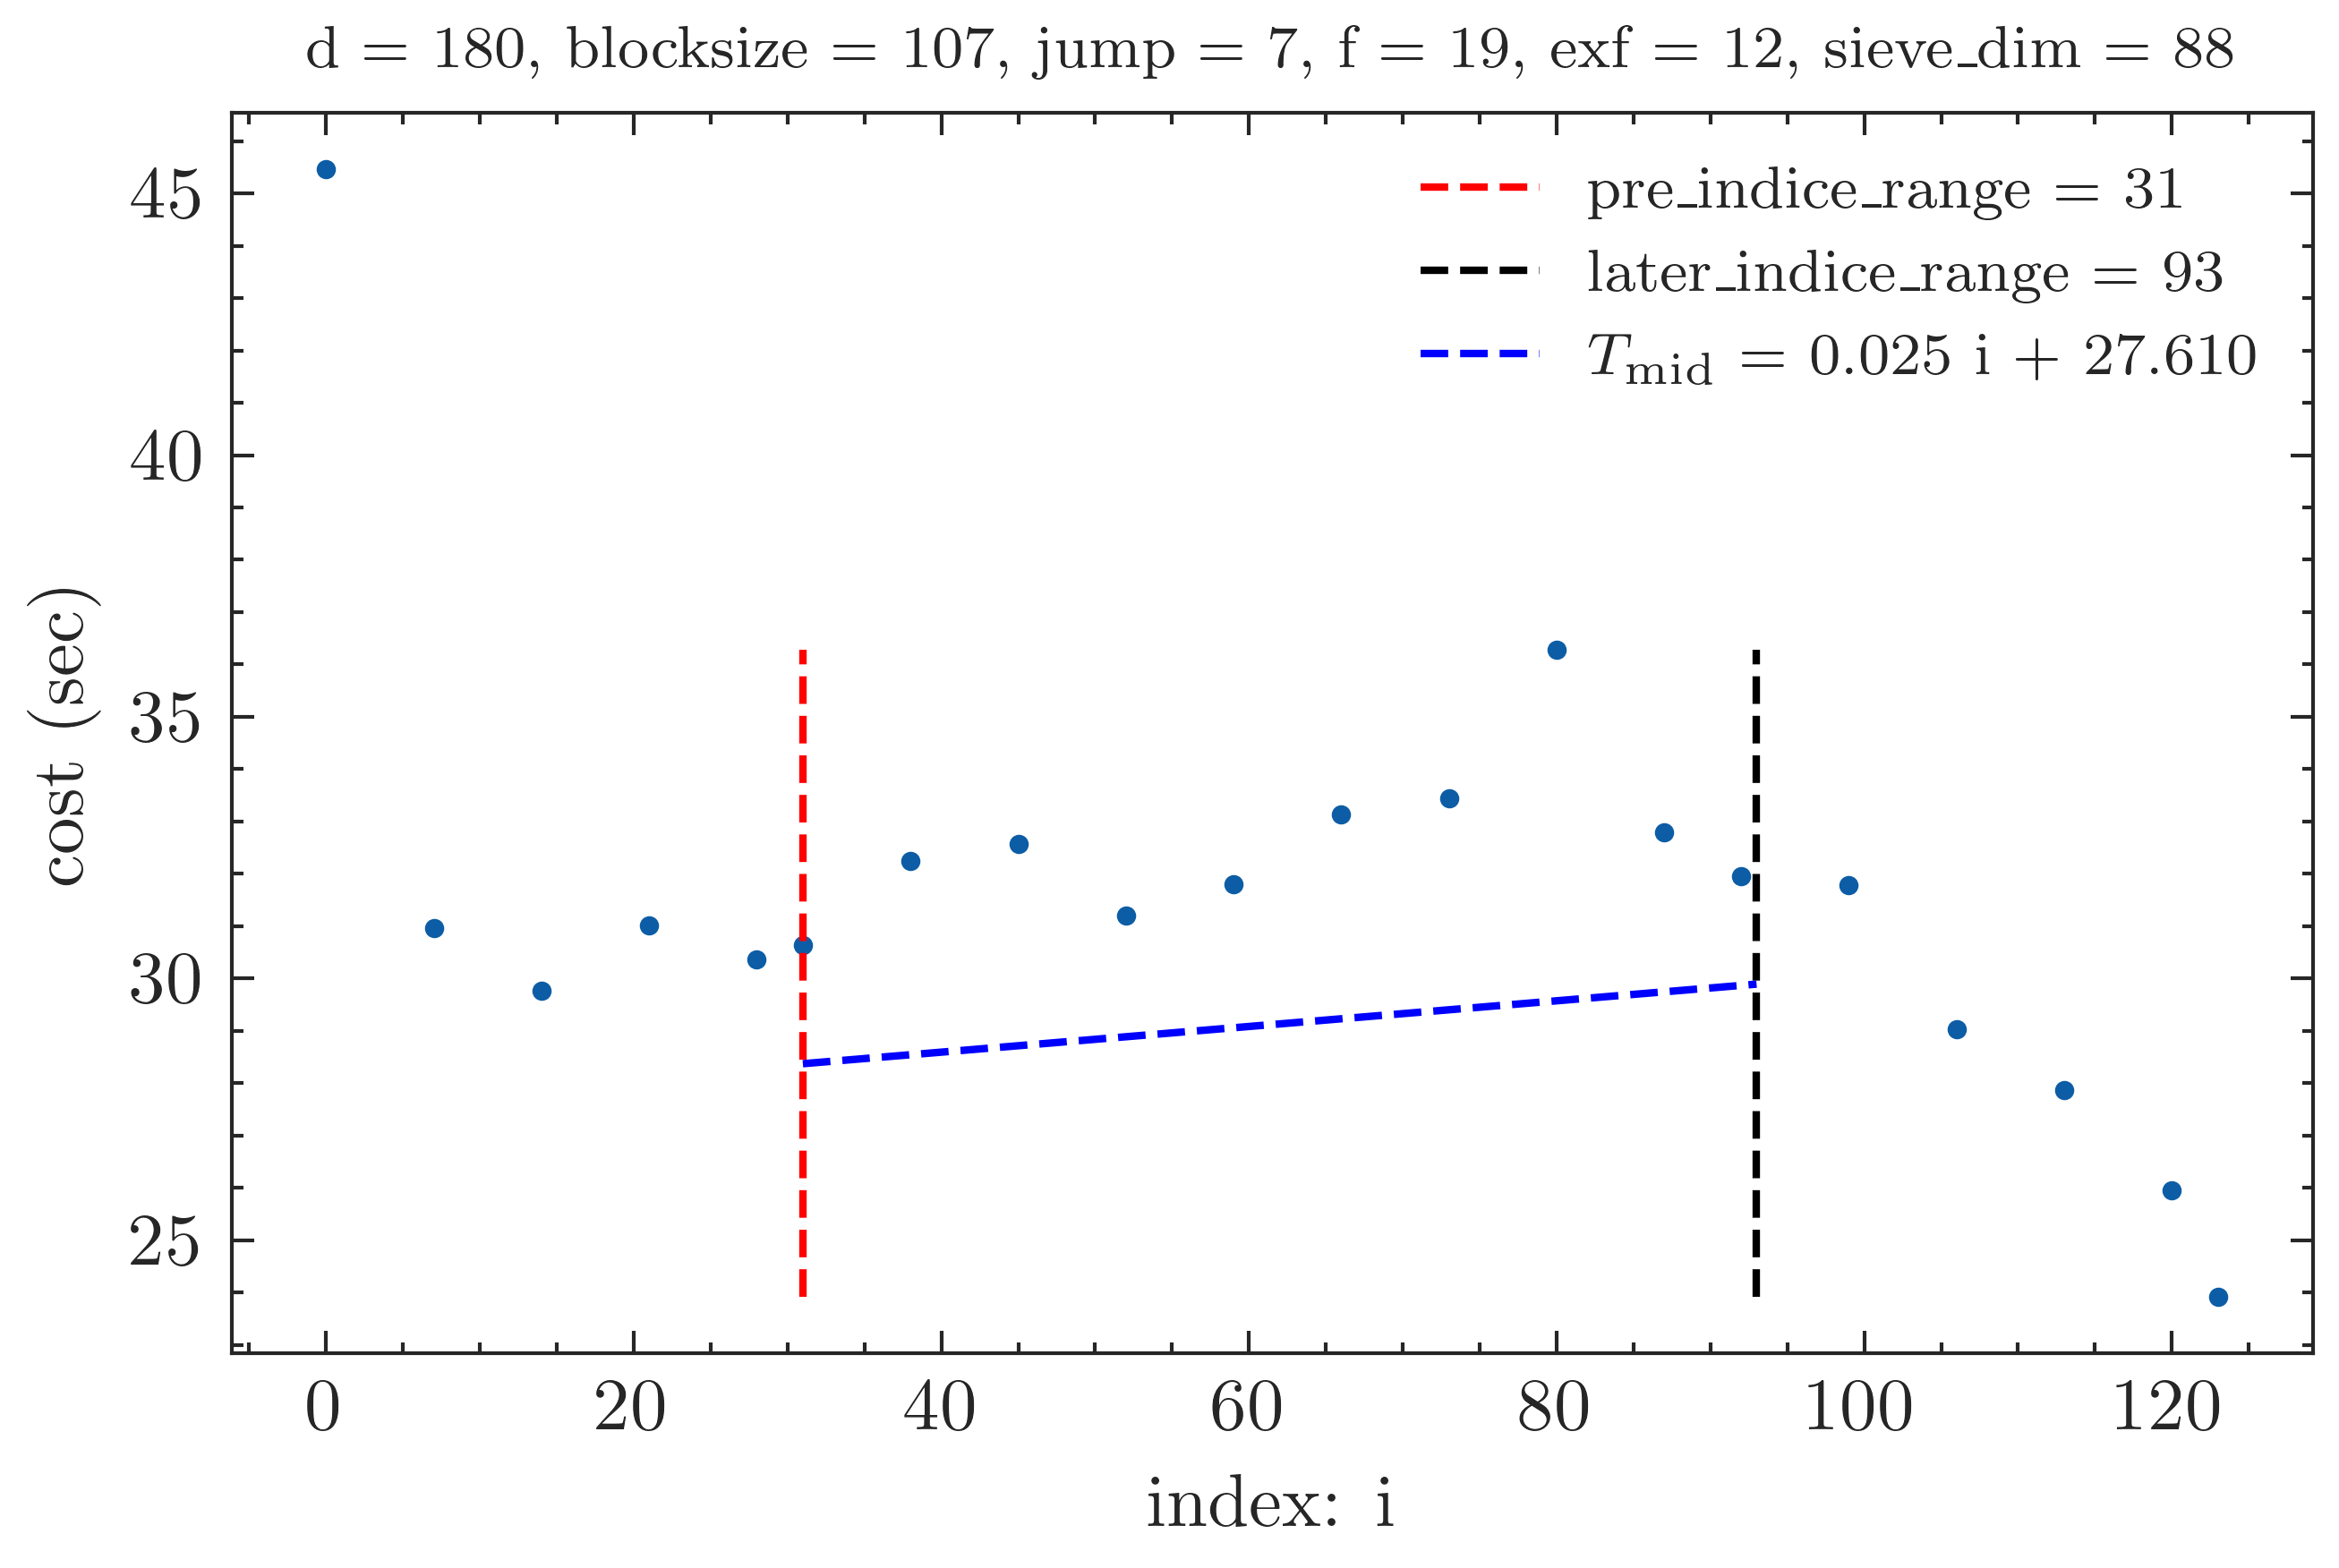 d = 180, blocksize = 107, jump = 7, f = 19, exf = 12, sieve_dim = 88
pre_indice_range = 31
later_indice_range = 93
T_mid = 0.025 i + 27.610
45
40
35
30
25
cost (sec)
0 20 40 60 80 100 120
index: i